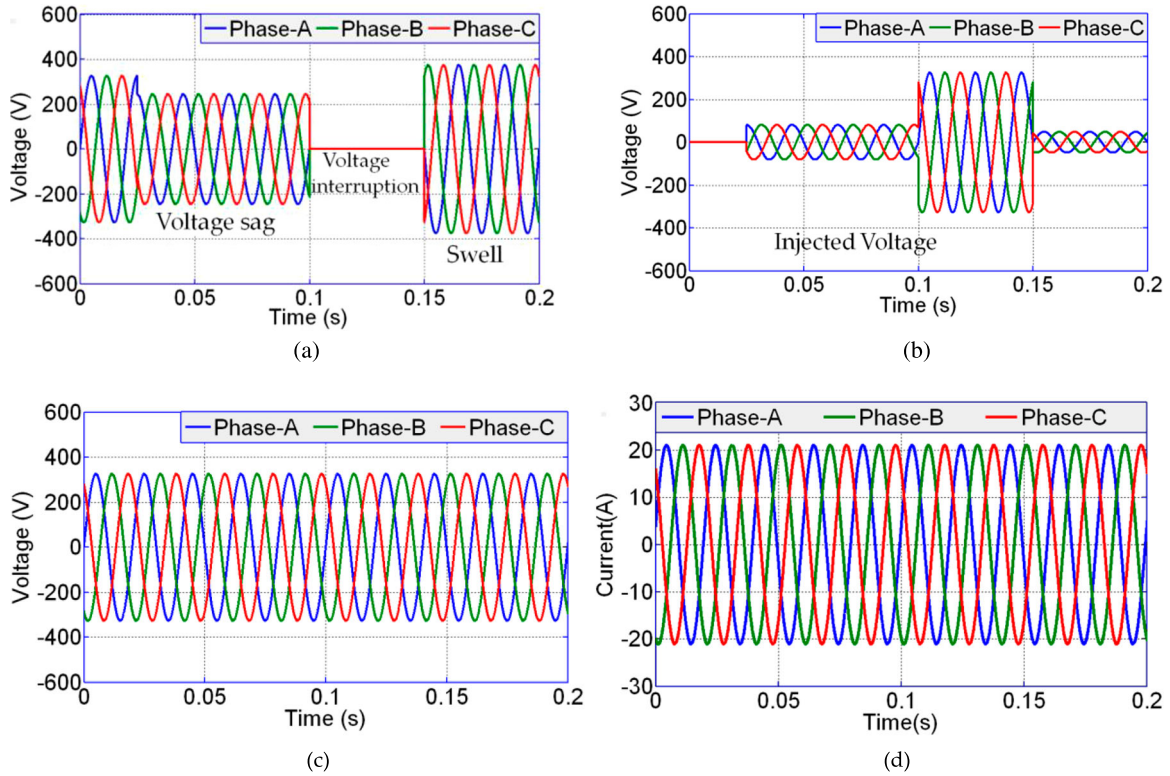 600
Phase-A Phase-B Phase-C
400
200
0
-200
-400
-600
Voltage (V)
Voltage sag
Voltage
interruption
Swell
0 0.05 0.1 0.15 0.2
Time (s)
(a)
600
Phase-A Phase-B Phase-C
400
200
0
-200
-400
-600
Voltage (V)
Injected Voltage
0 0.05 0.1 0.15 0.2
Time (s)
(b)
600
Phase-A Phase-B Phase-C
400
200
0
-200
-400
-600
Voltage (V)
0 0.05 0.1 0.15 0.2
Time (s)
(c)
30
Phase-A Phase-B Phase-C
20
10
0
-10
-20
-30
Current(A)
0 0.05 0.1 0.15 0.2
Time(s)
(d)